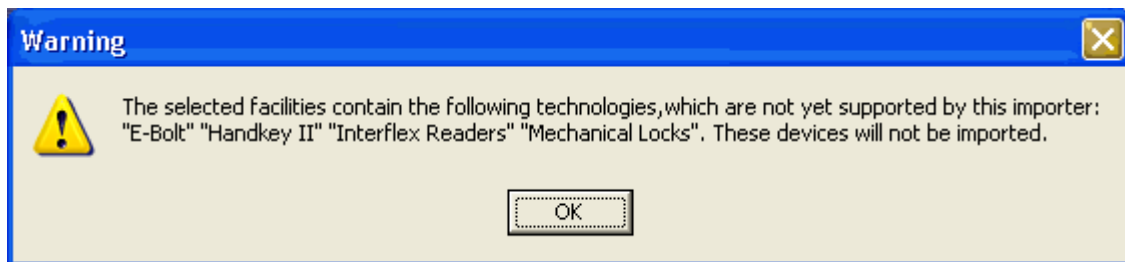 Warning
The selected facilities contain the following technologies,which are not yet supported by this importer:
"E-Bolt" "Handkey II" "Interflex Readers" "Mechanical Locks". These devices will not be imported.
OK